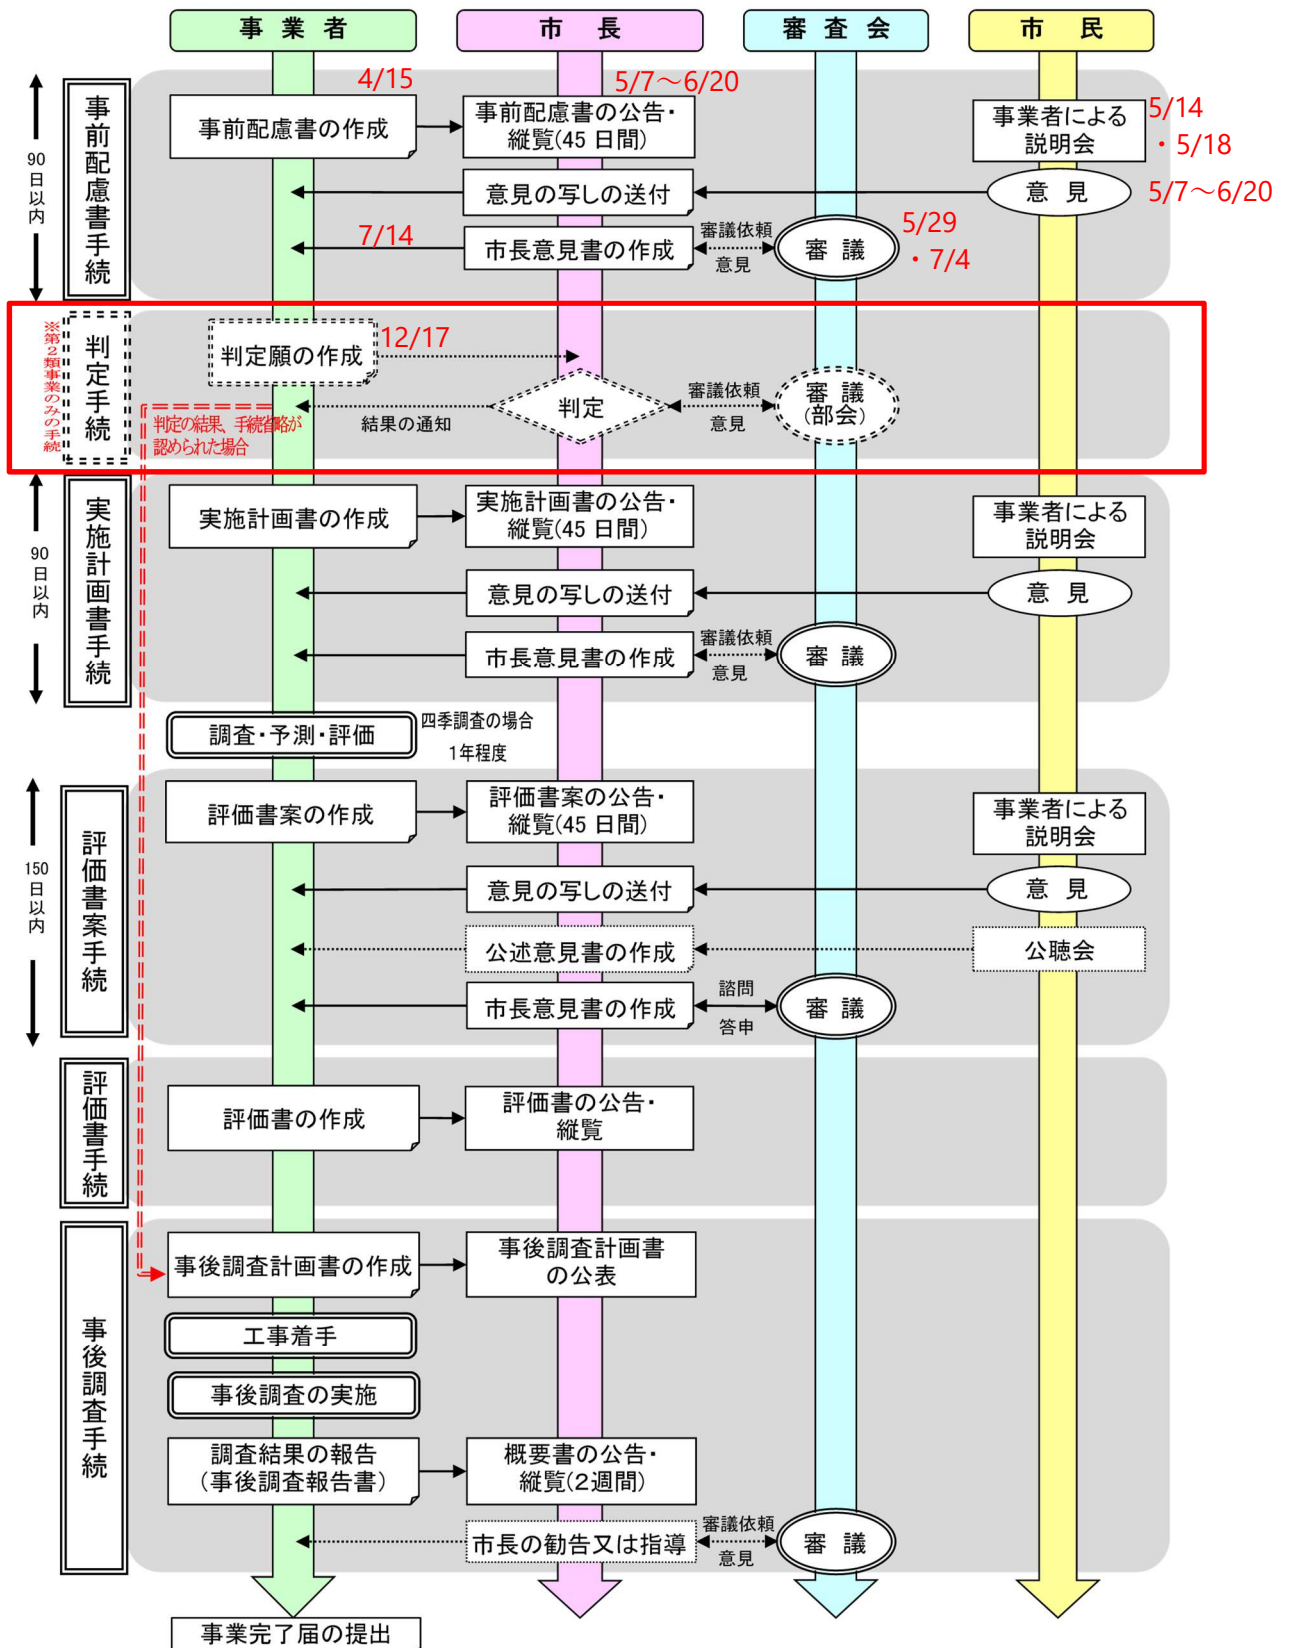 事業者
市長
審査会
市民
事前配慮書手続
90日以内
4/15
事前配慮書の作成
5/7～6/20
事前配慮書の公告・
縦覧(45日間)
事業者による
説明会
5/14
・5/18
意見の写しの送付
意見
5/7～6/20
7/14
市長意見書の作成
審議依頼
意見
審議
5/29
・7/4
※第2類事業のみの手続
判定手続
判定願の作成
12/17
判定
審議依頼
意見
審議
(部会)
結果の通知
判定の結果、手続省略が
認められた場合
実施計画書手続
90日以内
実施計画書の作成
実施計画書の公告・
縦覧(45日間)
事業者による
説明会
意見の写しの送付
意見
市長意見書の作成
審議依頼
意見
審議
調査・予測・評価
四季調査の場合
1年程度
評価書案手続
150日以内
評価書案の作成
評価書案の公告・
縦覧(45日間)
事業者による
説明会
意見の写しの送付
意見
公述意見書の作成
公聴会
市長意見書の作成
諮問
答申
審議
評価書手続
評価書の作成
評価書の公告・
縦覧
事後調査手続
事後調査計画書の作成
事後調査計画書
の公表
工事着手
事後調査の実施
調査結果の報告
（事後調査報告書）
概要書の公告・
縦覧(2週間)
市長の勧告又は指導
審議依頼
意見
審議
事業完了届の提出